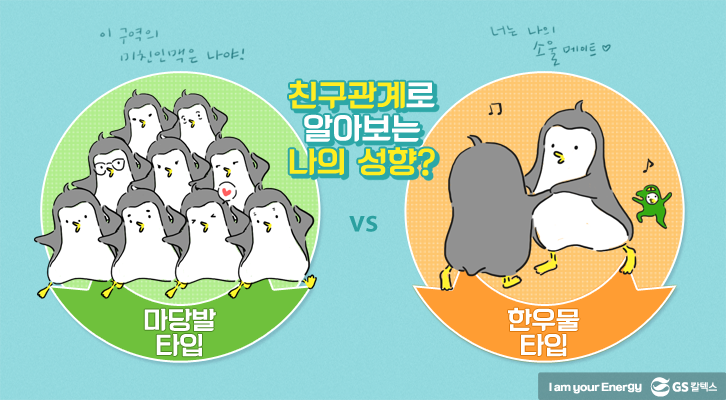 이 구역의
미친인맥은 나야!
너는 나의
소울메이트♡
친구관계로
알아보는
나의 성향?
vs
마당발
타입
한우물
타입
I am your Energy GS칼텍스